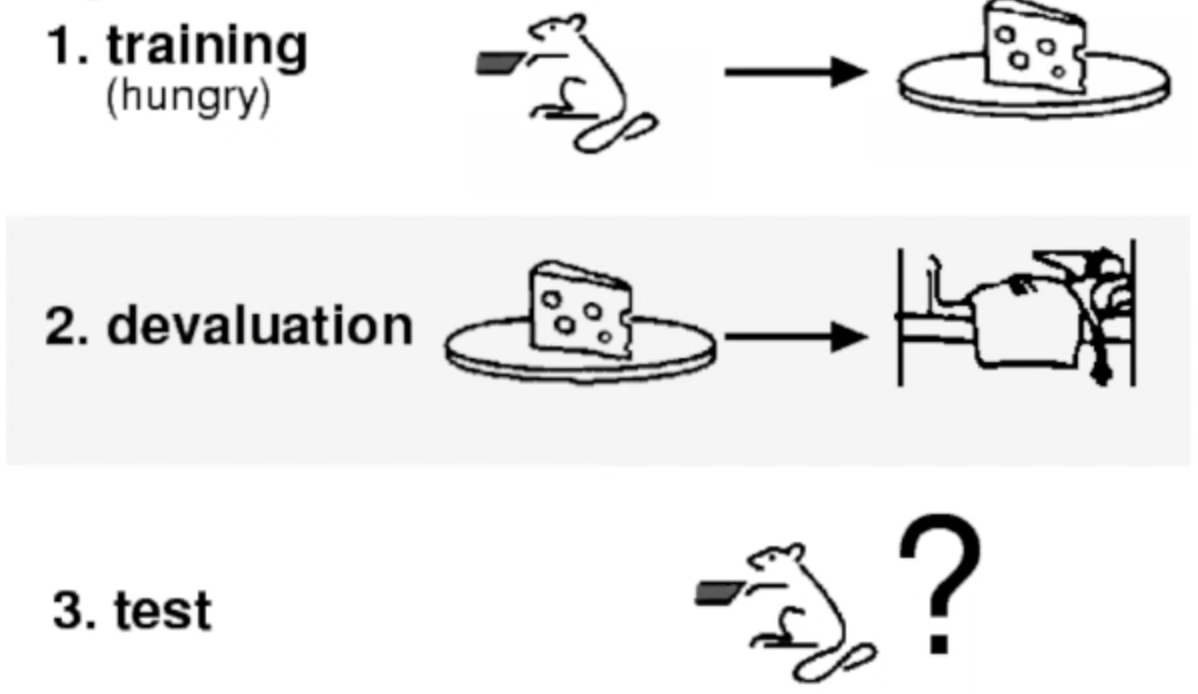 1. training
(hungry)
2. devaluation
3. test
?